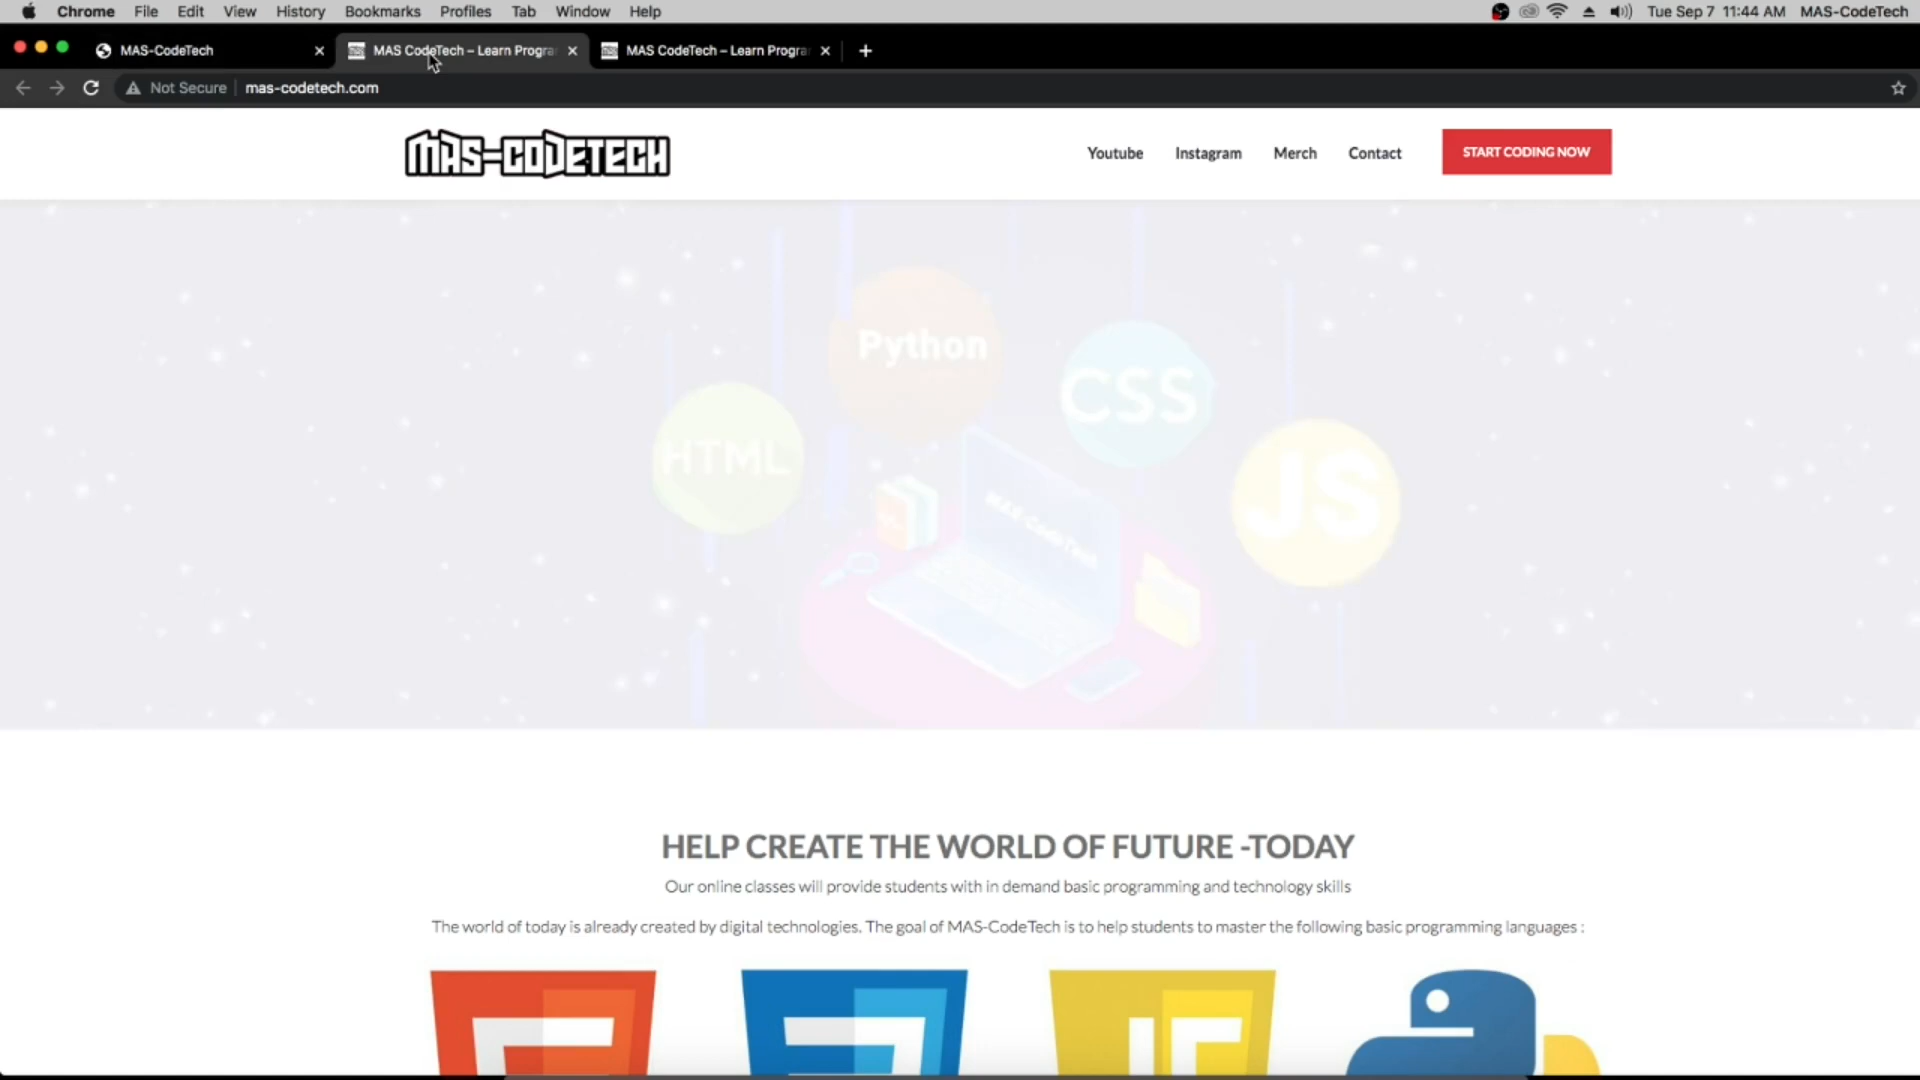 Chrome File Edit View History Bookmarks Profiles Tab Window Help Tue Sep 7 11:44 AM MAS-CodeTech
MAS-CodeTech MAS CodeTech – Learn Progra MAS CodeTech – Learn Progra
Not Secure mas-codetech.com
MAS-CODETECH Youtube Instagram Merch Contact START CODING NOW
Python
CSS
HTML
JS
MAS-CodeTech
HELP CREATE THE WORLD OF FUTURE -TODAY
Our online classes will provide students with in demand basic programming and technology skills
The world of today is already created by digital technologies. The goal of MAS-CodeTech is to help students to master the following basic programming languages :